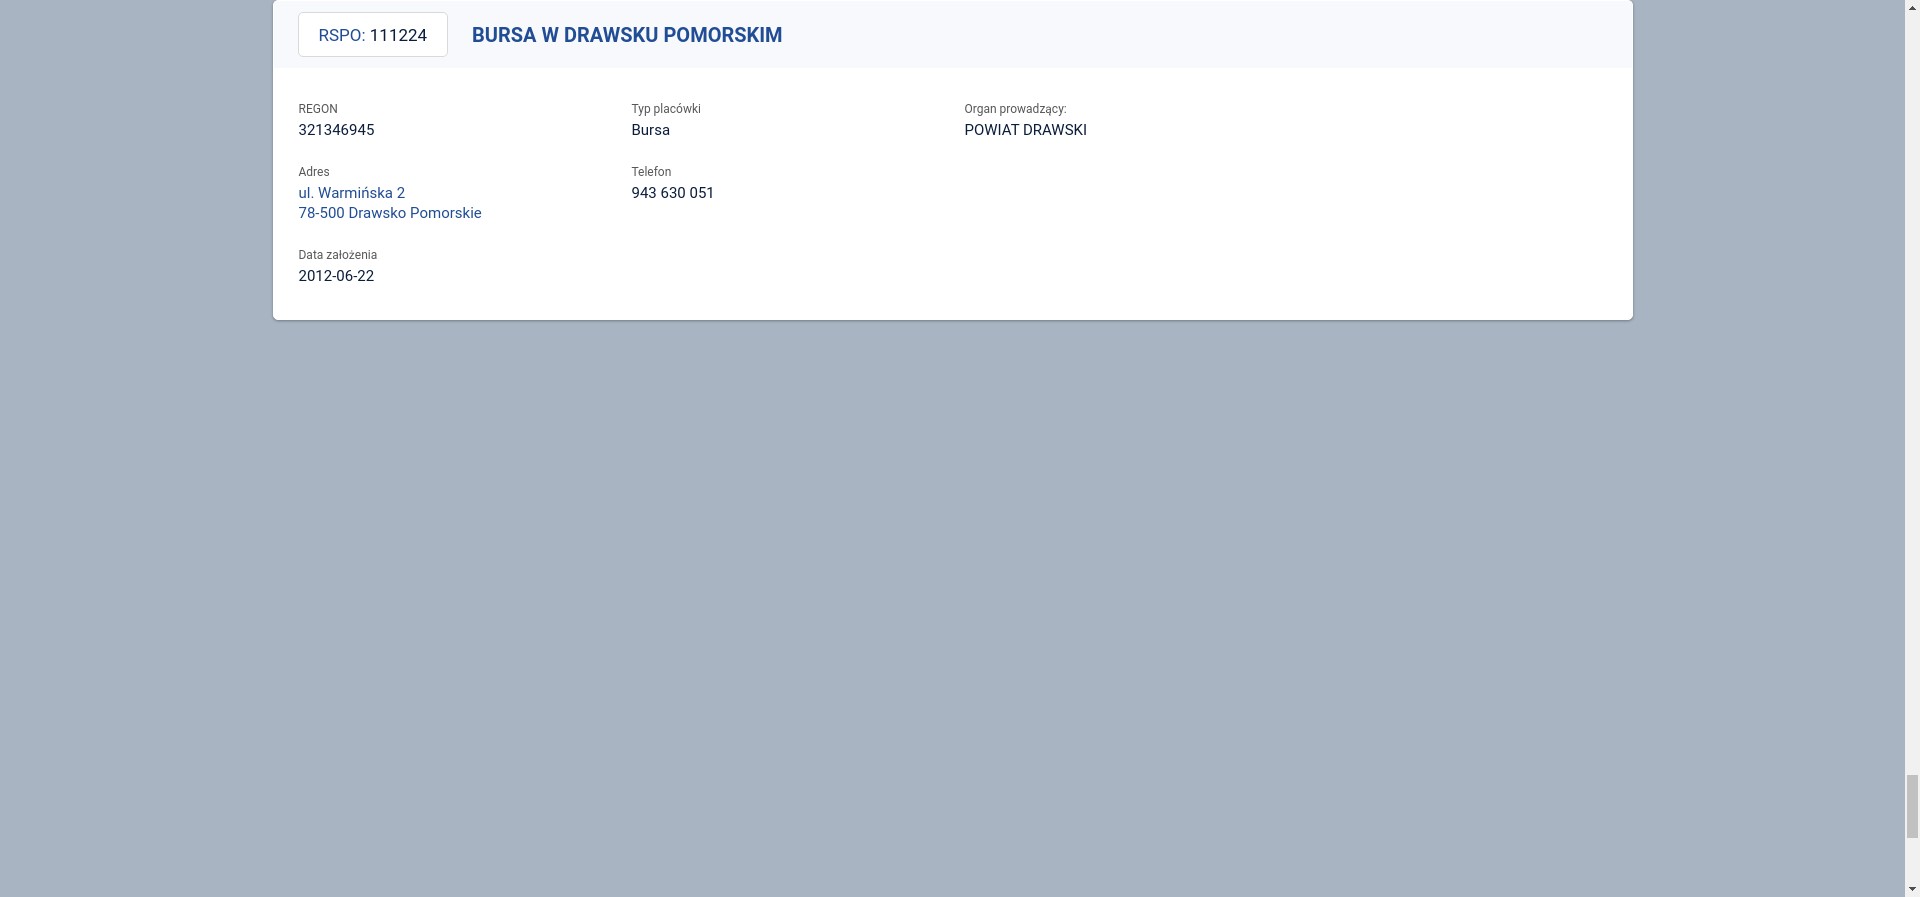 RSPO: 111224
BURSA W DRAWSKU POMORSKIM
REGON
321346945
Typ placówki
Bursa
Organ prowadzący:
POWIAT DRAWSKI
Adres
ul. Warmińska 2
78-500 Drawsko Pomorskie
Telefon
943 630 051
Data założenia
2012-06-22